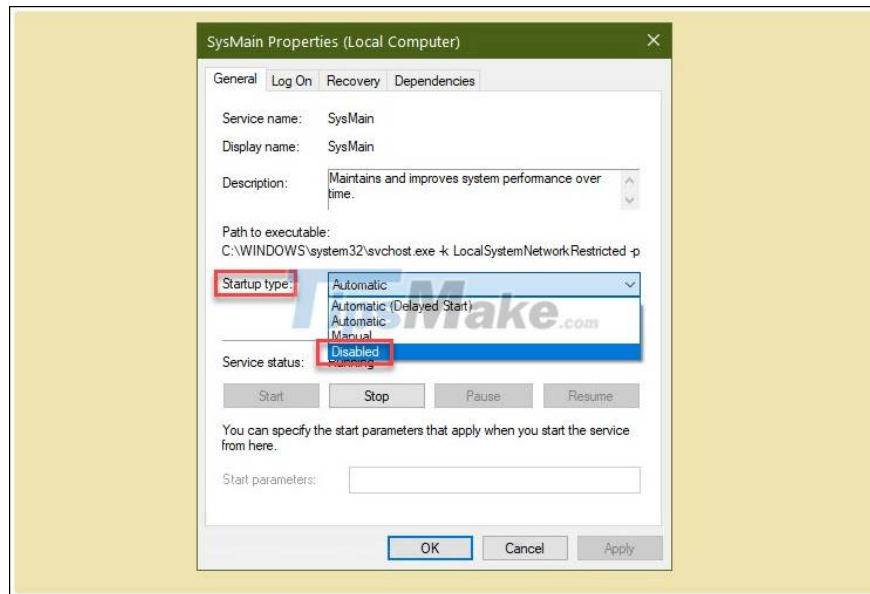 SysMain Properties (Local Computer)
General Log On Recovery Dependencies
Service name: SysMain
Display name: SysMain
Description: Maintains and improves system performance over
time.
Path to executable:
C:\WINDOWS\system32\svchost.exe -k LocalSystemNetworkRestricted -p
Startup type: Automatic
Automatic (Delayed Start)
Automatic
Manual
Disabled
TipsMake.com
Service status: Running
Start Stop Pause Resume
You can specify the start parameters that apply when you start the service
from here.
Start parameters:
OK Cancel Apply